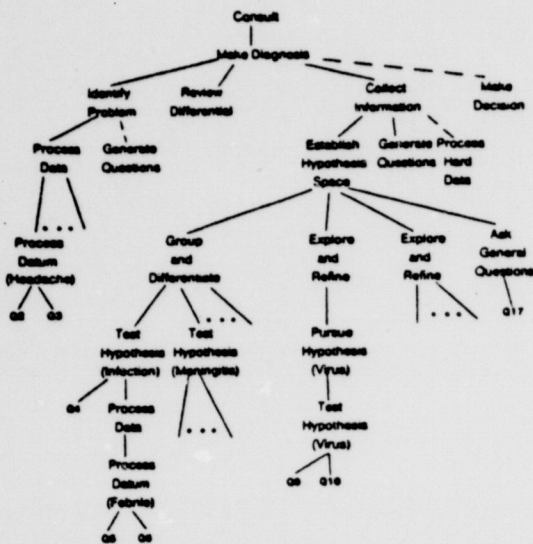 Consult
Make Diagnosis
Identify Problem
Review Differential
Collect Information
Make Decision
Process Data
Generate Questions
Establish Hypothesis Space
Generate Questions
Process Hard Data
Process Datum (Headache)
Group and Differentiate
Explore and Refine
Explore and Refine
Ask General Questions
Q2
Q3
Q17
Test Hypothesis (Infection)
Test Hypothesis (Meningitis)
Pursue Hypothesis (Virus)
Q4
Process Data
Test Hypothesis (Virus)
Process Datum (Febrile)
Q5